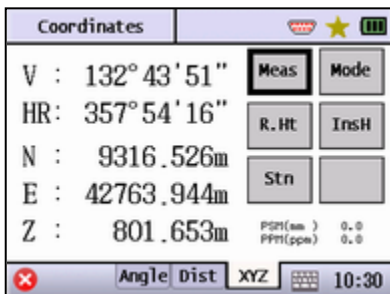 Coordinates
V : 132°43'51"
HR: 357°54'16"
N : 9316.526m
E : 42763.944m
Z : 801.653m
Meas Mode
R.Ht InsH
Stn
PSM(mm ) 0.0
PPM(ppm) 0.0
Angle Dist XYZ 10:30